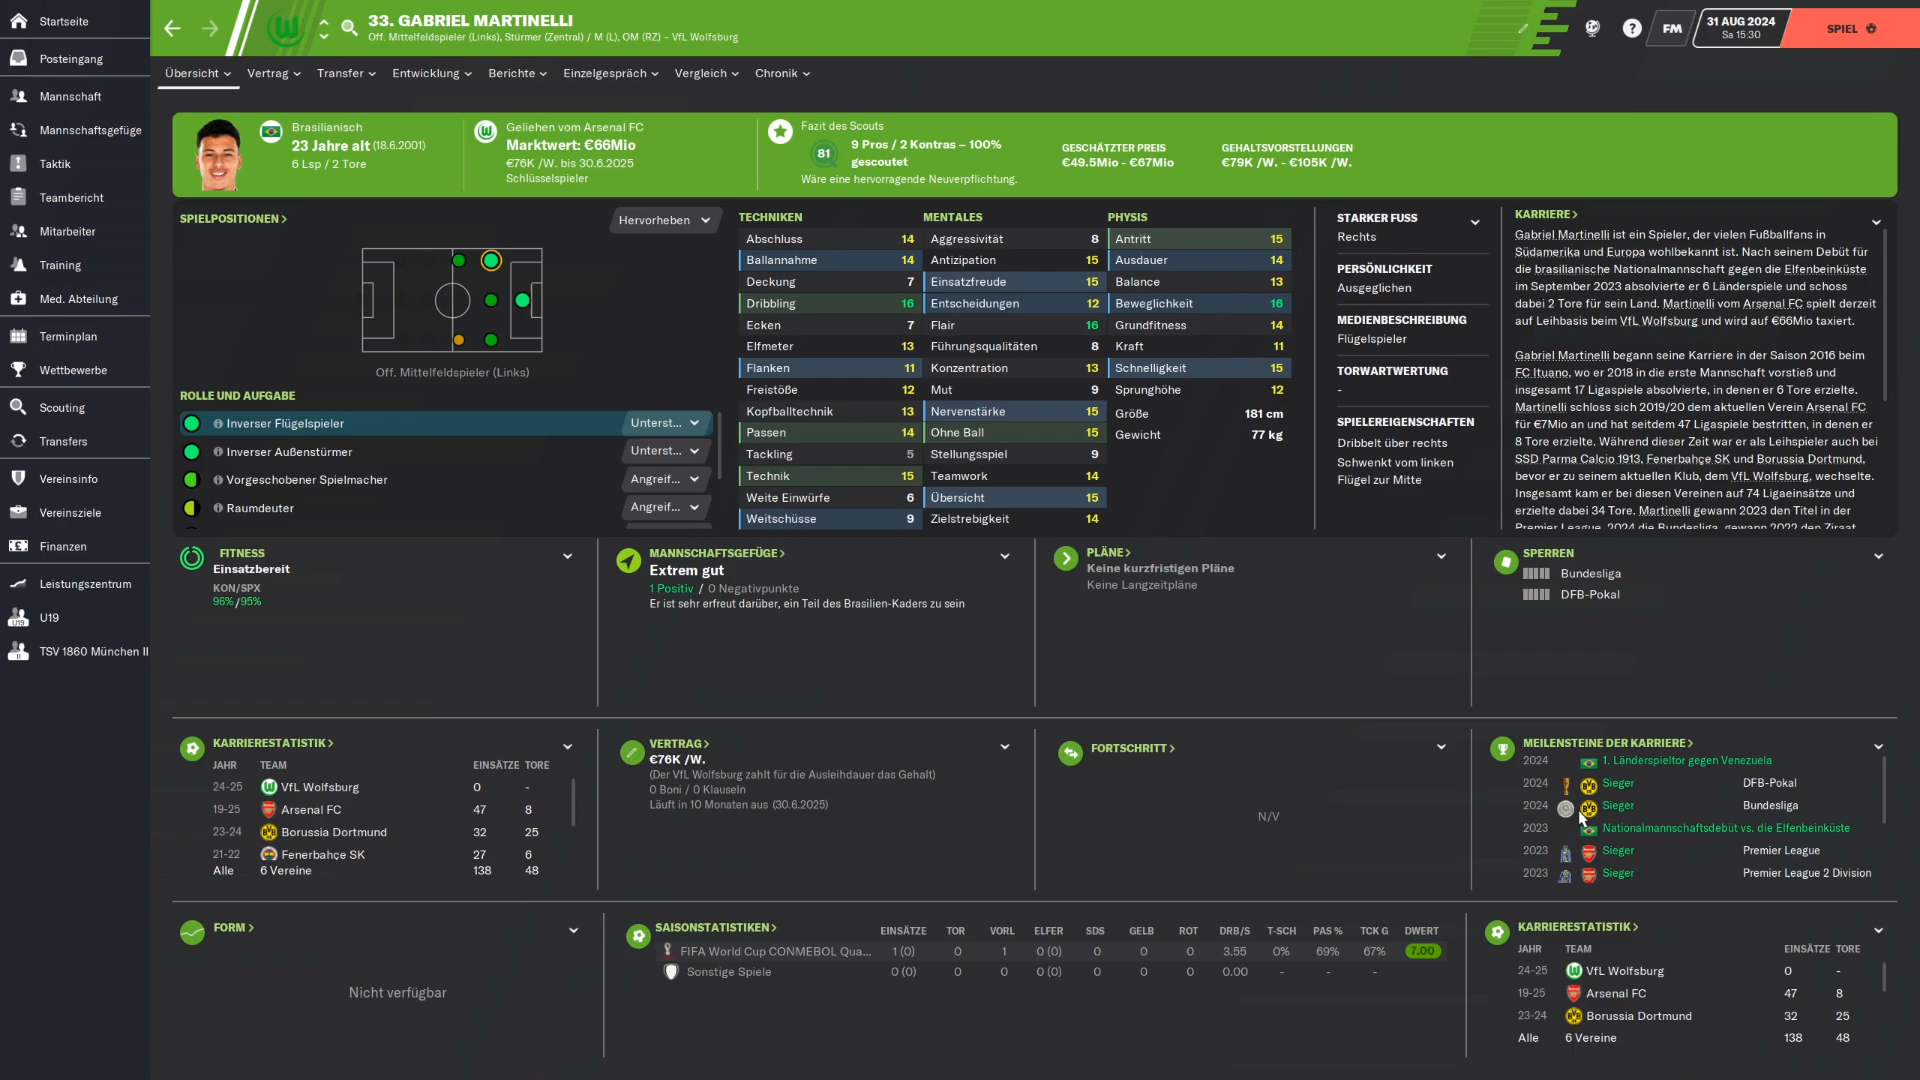 Startseite
Posteingang
Mannschaft
Mannschaftsgefüge
Taktik
Teambericht
Mitarbeiter
Training
Med. Abteilung
Terminplan
Wettbewerbe
Scouting
Transfers
Vereinsinfo
Vereinsziele
Finanzen
Leistungszentrum
U19
TSV 1860 München II
33. GABRIEL MARTINELLI
Off. Mittelfeldspieler (Links), Stürmer (Zentral) / M (L), OM (RZ) – VfL Wolfsburg
FM
31 AUG 2024
Sa 15:30
SPIEL
Übersicht Vertrag Transfer Entwicklung Berichte Einzelgespräch Vergleich Chronik
Brasilianisch
23 Jahre alt (18.6.2001)
6 Lsp / 2 Tore
Geliehen vom Arsenal FC
Marktwert: €66Mio
€76K /W. bis 30.6.2025
Schlüsselspieler
Fazit des Scouts
81
9 Pros / 2 Kontras – 100%
gescoutet
Wäre eine hervorragende Neuverpflichtung.
GESCHÄTZTER PREIS
€49.5Mio - €67Mio
GEHALTSVORSTELLUNGEN
€79K /W. - €105K /W.
SPIELPOSITIONEN
Hervorheben
Off. Mittelfeldspieler (Links)
ROLLE UND AUFGABE
Inverser Flügelspieler Unterst...
Inverser Außenstürmer Unterst...
Vorgeschobener Spielmacher Angreif...
Raumdeuter Angreif...
TECHNIKEN
Abschluss 14
Ballannahme 14
Deckung 7
Dribbling 16
Ecken 7
Elfmeter 13
Flanken 11
Freistöße 12
Kopfballtechnik 13
Passen 14
Tackling 5
Technik 15
Weite Einwürfe 6
Weitschüsse 9
MENTALES
Aggressivität 8
Antizipation 15
Einsatzfreude 15
Entscheidungen 12
Flair 16
Führungsqualitäten 8
Konzentration 13
Mut 9
Nervenstärke 15
Ohne Ball 15
Stellungsspiel 9
Teamwork 14
Übersicht 15
Zielstrebigkeit 14
PHYSIS
Antritt 15
Ausdauer 14
Balance 13
Beweglichkeit 16
Grundfitness 14
Kraft 11
Schnelligkeit 15
Sprunghöhe 12
Größe 181 cm
Gewicht 77 kg
STARKER FUSS
Rechts
PERSÖNLICHKEIT
Ausgeglichen
MEDIENBESCHREIBUNG
Flügelspieler
TORWARTWERTUNG
-
SPIELEREIGENSCHAFTEN
Dribbelt über rechts
Schwenkt vom linken
Flügel zur Mitte
KARRIERE
Gabriel Martinelli ist ein Spieler, der vielen Fußballfans in
Südamerika und Europa wohlbekannt ist. Nach seinem Debüt für
die brasilianische Nationalmannschaft gegen die Elfenbeinküste
im September 2023 absolvierte er 6 Länderspiele und schoss
dabei 2 Tore für sein Land. Martinelli vom Arsenal FC spielt derzeit
auf Leihbasis beim VfL Wolfsburg und wird auf €66Mio taxiert.
Gabriel Martinelli begann seine Karriere in der Saison 2016 beim
FC Ituano, wo er 2018 in die erste Mannschaft vorstieß und
insgesamt 17 Ligaspiele absolvierte, in denen er 6 Tore erzielte.
Martinelli schloss sich 2019/20 dem aktuellen Verein Arsenal FC
für €7Mio an und hat seitdem 47 Ligaspiele bestritten, in denen er
8 Tore erzielte. Während dieser Zeit war er als Leihspieler auch bei
SSD Parma Calcio 1913, Fenerbahçe SK und Borussia Dortmund,
bevor er zu seinem aktuellen Klub, dem VfL Wolfsburg, wechselte.
Insgesamt kam er bei diesen Vereinen auf 74 Ligaeinsätze und
erzielte dabei 34 Tore. Martinelli gewann 2023 den Titel in der
Premier League, 2024 die Bundesliga, gewann 2022 den Ziraat
FITNESS
Einsatzbereit
KON/SPX
96%/95%
MANNSCHAFTSGEFÜGE
Extrem gut
1 Positiv / 0 Negativpunkte
Er ist sehr erfreut darüber, ein Teil des Brasilien-Kaders zu sein
PLÄNE
Keine kurzfristigen Pläne
Keine Langzeitpläne
SPERREN
Bundesliga
DFB-Pokal
KARRIERESTATISTIK
JAHR TEAM EINSÄTZE TORE
24-25 VfL Wolfsburg 0 -
19-25 Arsenal FC 47 8
23-24 Borussia Dortmund 32 25
21-22 Fenerbahçe SK 27 6
Alle 6 Vereine 138 48
VERTRAG
€76K /W.
(Der VfL Wolfsburg zahlt für die Ausleihdauer das Gehalt)
0 Boni / 0 Klauseln
Läuft in 10 Monaten aus (30.6.2025)
FORTSCHRITT
N/V
MEILENSTEINE DER KARRIERE
2024 1. Länderspieltor gegen Venezuela
2024 Sieger DFB-Pokal
2024 Sieger Bundesliga
2023 Nationalmannschaftsdebüt vs. die Elfenbeinküste
2023 Sieger Premier League
2023 Sieger Premier League 2 Division
FORM
Nicht verfügbar
SAISONSTATISTIKEN EINSÄTZE TOR VORL ELFER SDS GELB ROT DRB/S T-SCH PAS % TCK G DWERT
FIFA World Cup CONMEBOL Qua... 1 (0) 0 1 0 (0) 0 0 0 3.55 0% 69% 67% 7.00
Sonstige Spiele 0 (0) 0 0 0 (0) 0 0 0 0.00 - - - -
KARRIERESTATISTIK
JAHR TEAM EINSÄTZE TORE
24-25 VfL Wolfsburg 0 -
19-25 Arsenal FC 47 8
23-24 Borussia Dortmund 32 25
Alle 6 Vereine 138 48